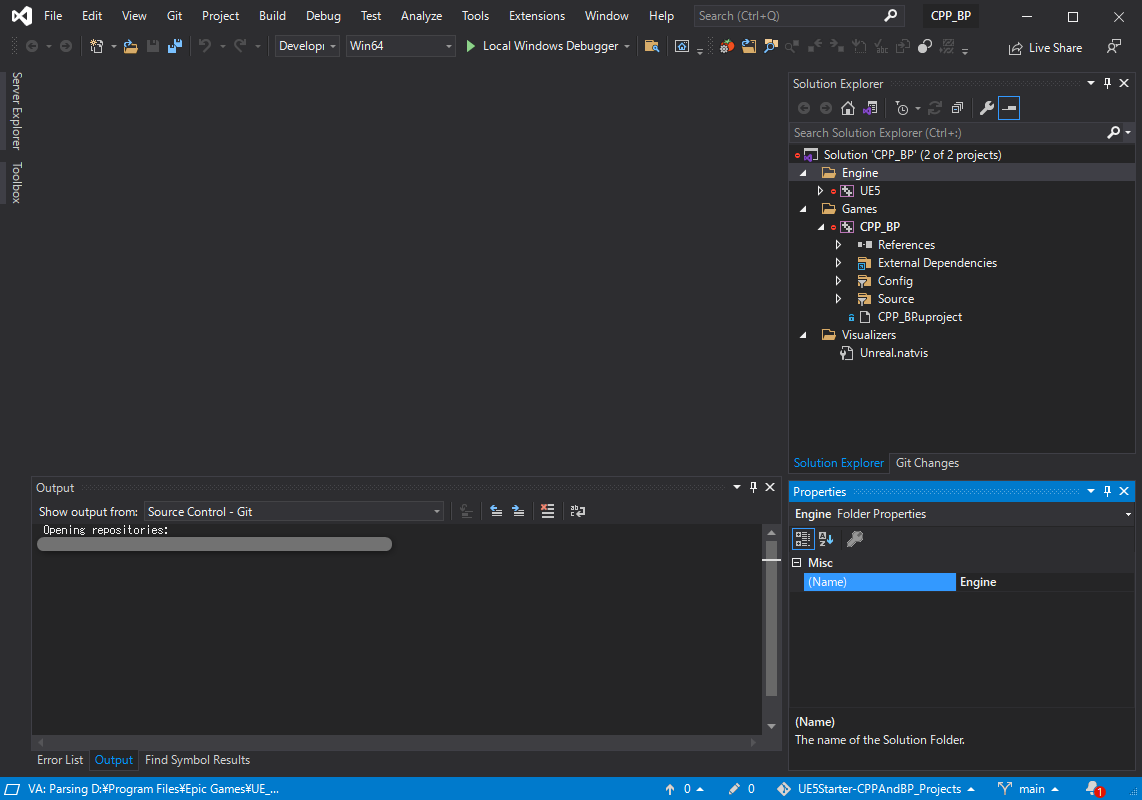 File Edit View Git Project Build Debug Test Analyze Tools Extensions Window Help Search (Ctrl+Q) CPP_BP
Develop Win64 Local Windows Debugger Live Share
Server Explorer
Toolbox
Solution Explorer
Search Solution Explorer (Ctrl+:)
Solution 'CPP_BP' (2 of 2 projects)
Engine
UE5
Games
CPP_BP
References
External Dependencies
Config
Source
CPP_BP.uproject
Visualizers
Unreal.natvis
Solution Explorer Git Changes
Output
Show output from: Source Control - Git
Opening repositories:
Error List Output Find Symbol Results
Properties
Engine Folder Properties
Misc
(Name) Engine
(Name)
The name of the Solution Folder.
VA: Parsing D:¥Program Files¥Epic Games¥UE_... 0 0 UE5Starter-CPPAndBP_Projects main 1